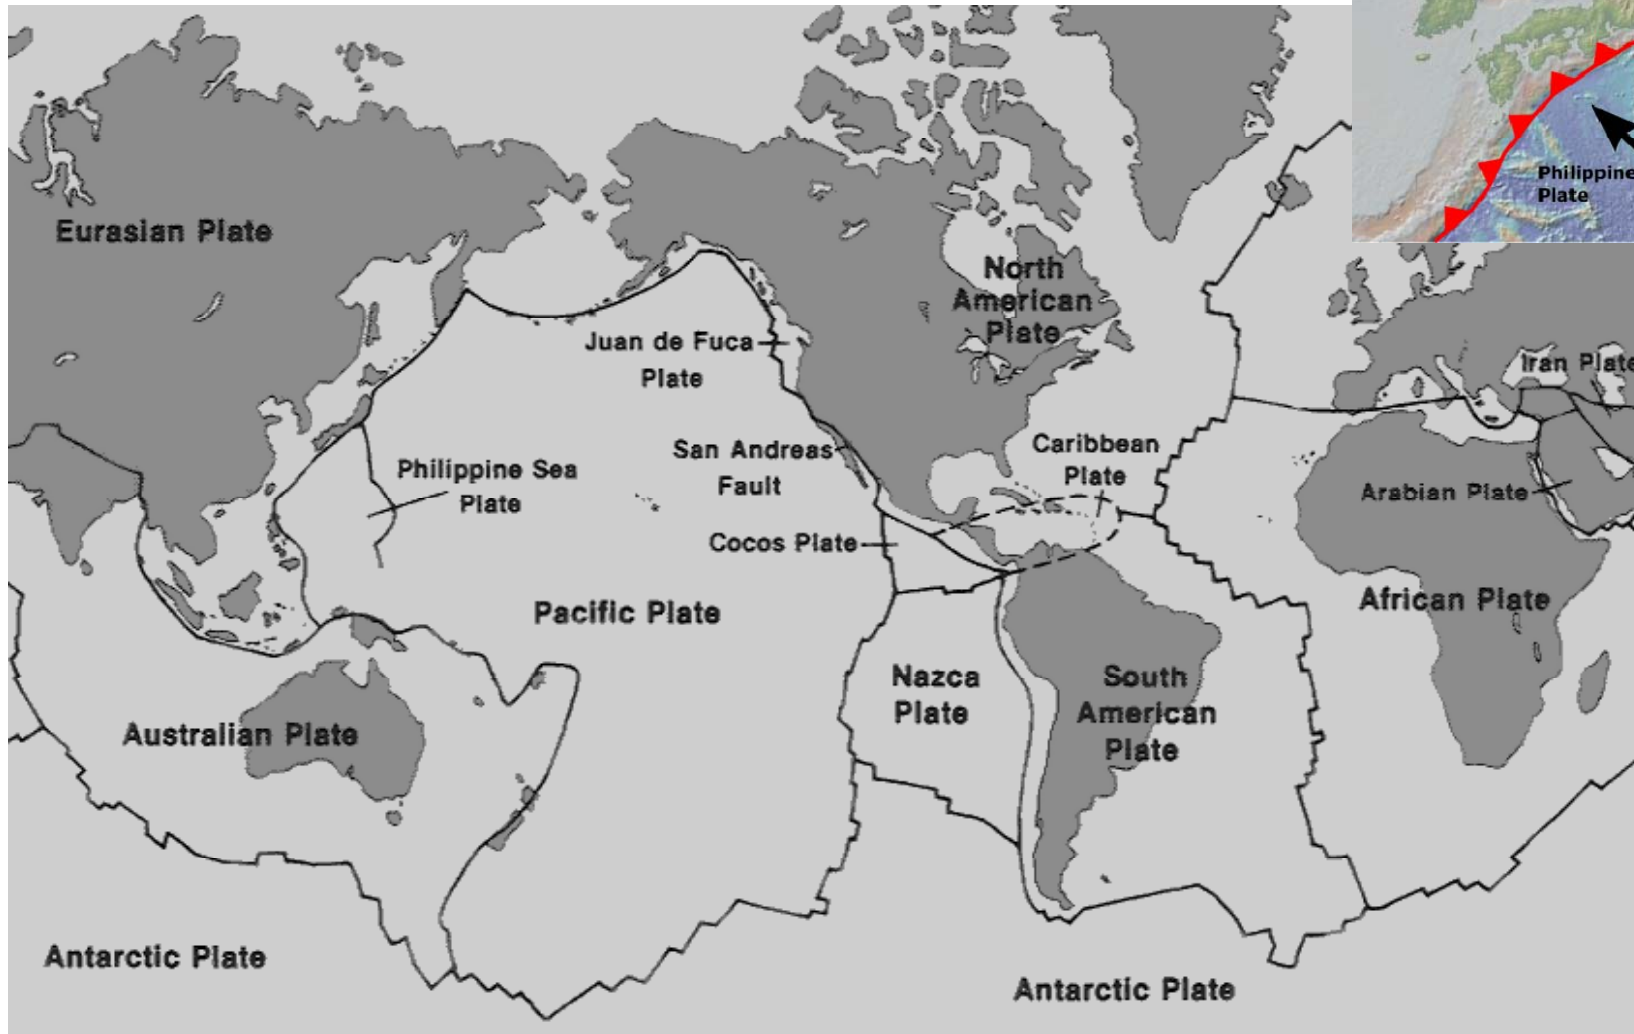 Philippine
Plate
Eurasian Plate
North
American
Plate
Juan de Fuca
Plate
Iran Plate
San Andreas
Fault
Caribbean
Plate
Philippine Sea
Plate
Arabian Plate
Cocos Plate
Pacific Plate
African Plate
Nazca
Plate
South
American
Plate
Australian Plate
Antarctic Plate
Antarctic Plate